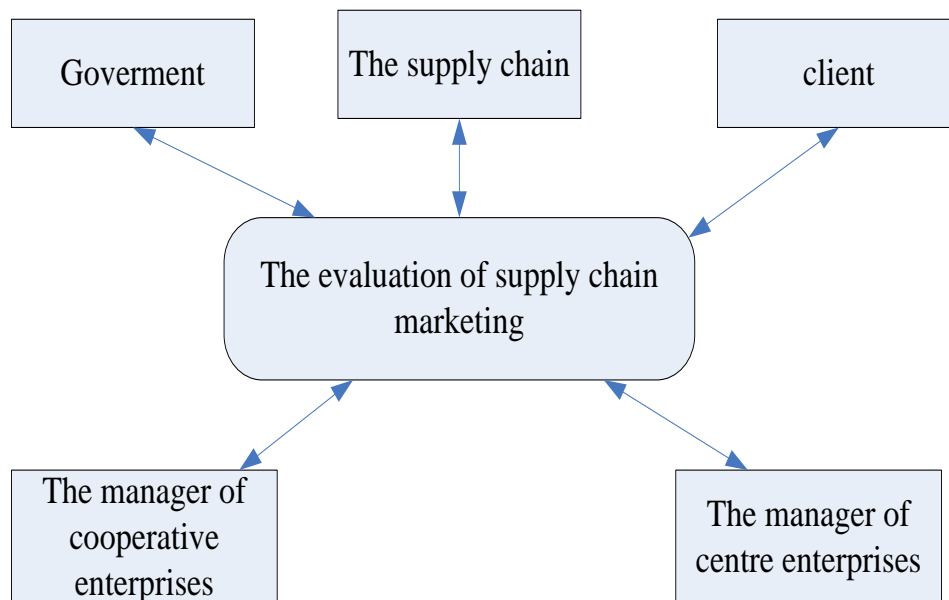 Goverment
The supply chain
client
The evaluation of supply chain
marketing
The manager of
cooperative
enterprises
The manager of
centre enterprises